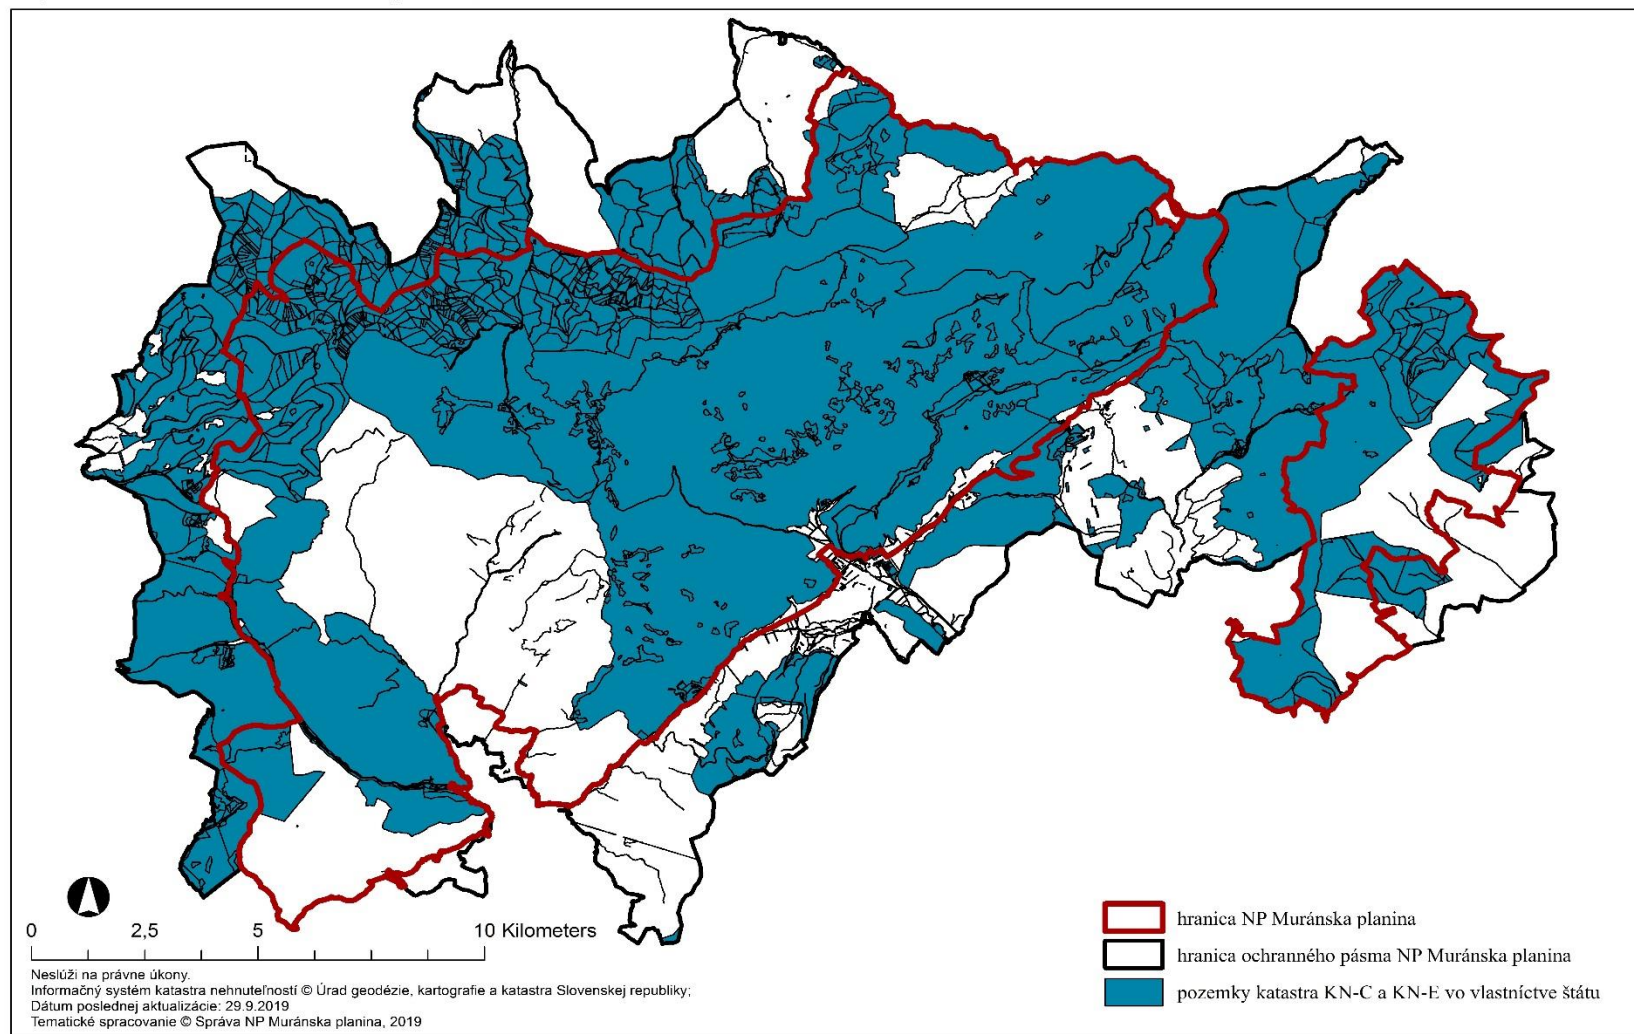 0 2,5 5 10 Kilometers
Neslúži na právne úkony.
Informačný systém katastra nehnuteľností © Úrad geodézie, kartografie a katastra Slovenskej republiky;
Dátum poslednej aktualizácie: 29.9.2019
Tematické spracovanie © Správa NP Muránska planina, 2019
hranica NP Muránska planina
hranica ochranného pásma NP Muránska planina
pozemky katastra KN-C a KN-E vo vlastníctve štátu